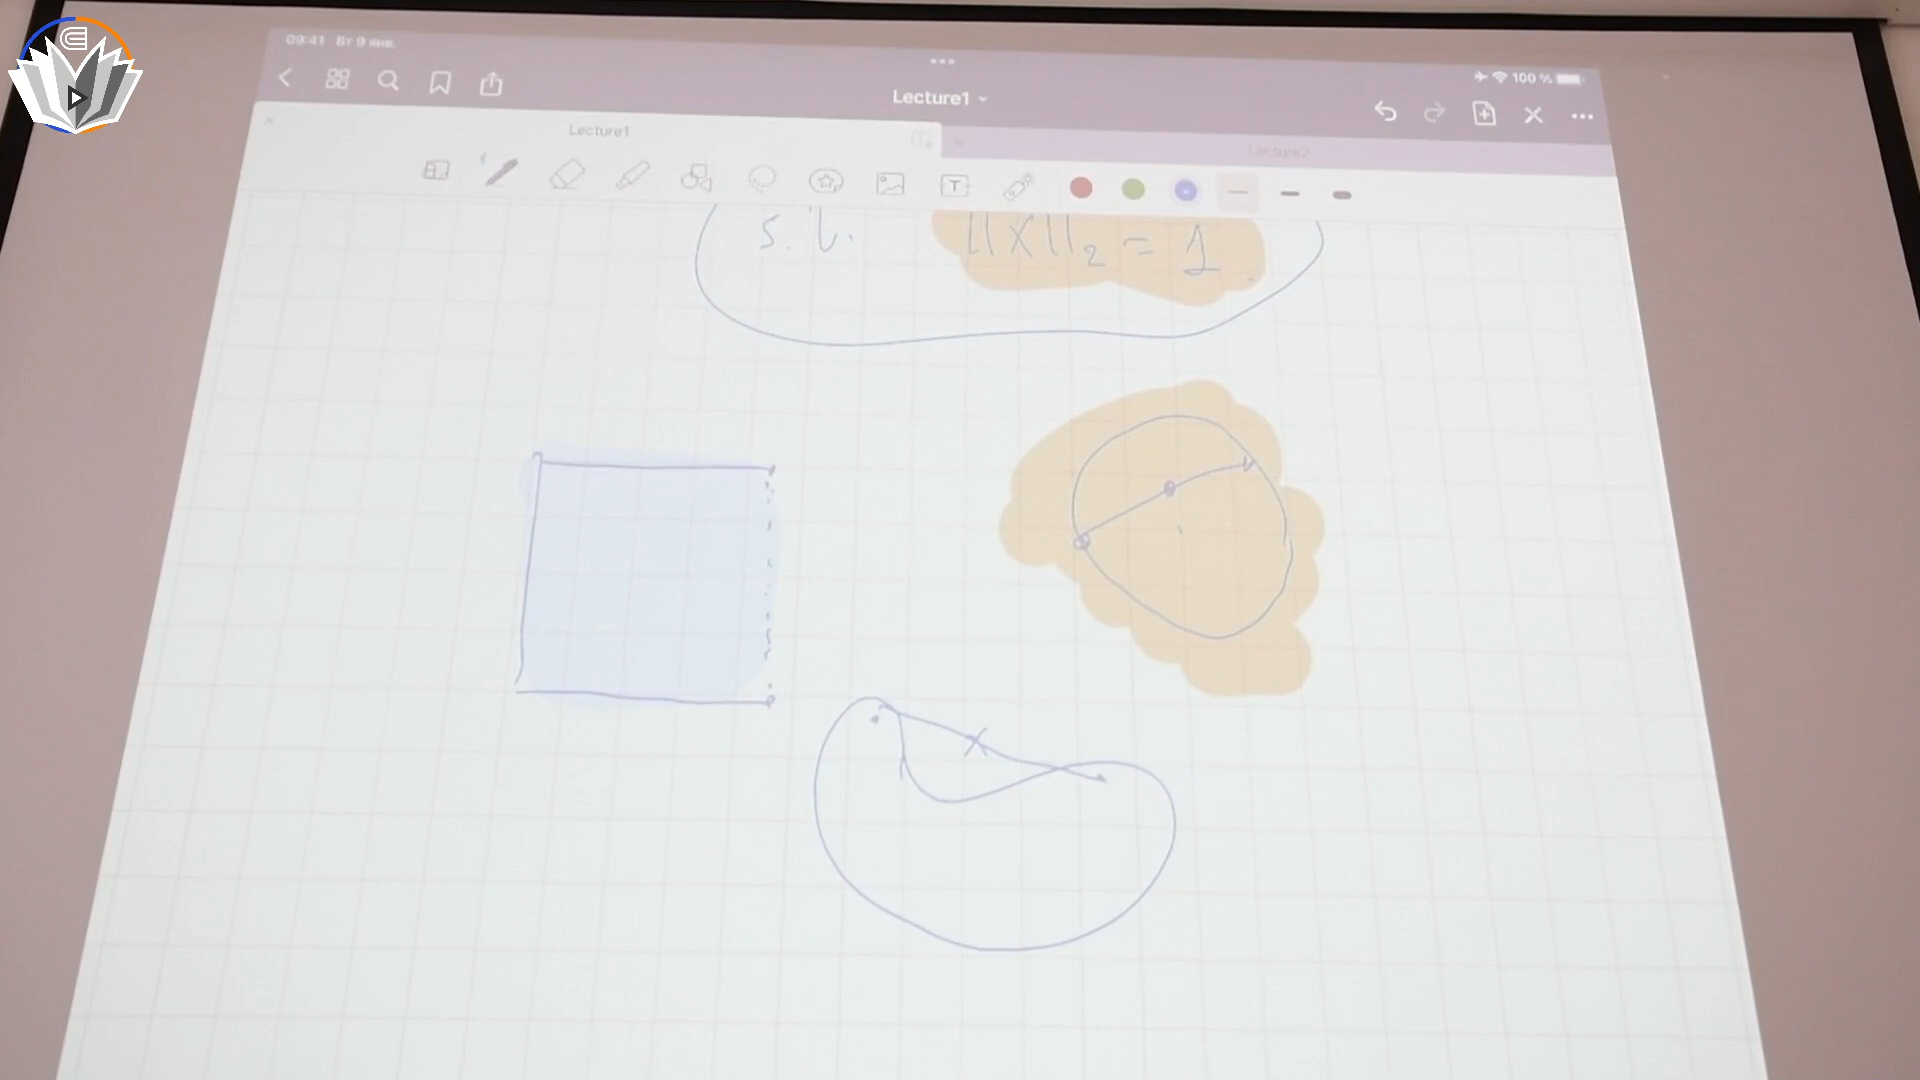 09:41 Вт 9 янв.
100 %
Lecture1
Lecture1
Lecture2
T
s.t. ||x||₂ = 1